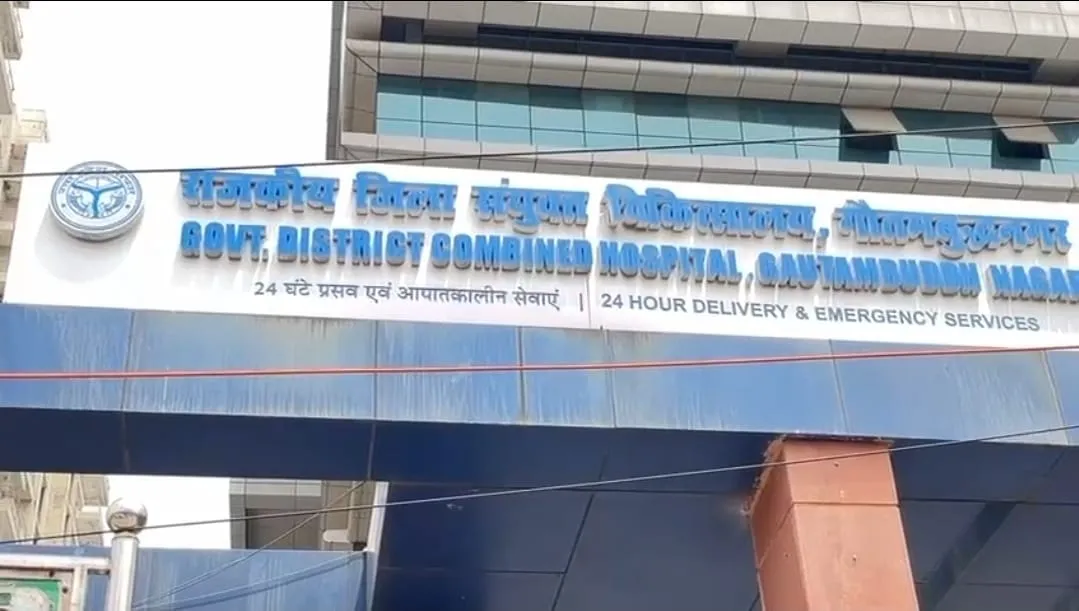 राजकीय जिला संयुक्त चिकित्सालय, गौतमबुद्धनगर
GOVT. DISTRICT COMBINED HOSPITAL, GAUTAMBUDDH NAGAR
24 घंटे प्रसव एवं आपातकालीन सेवाएं | 24 HOUR DELIVERY & EMERGENCY SERVICES